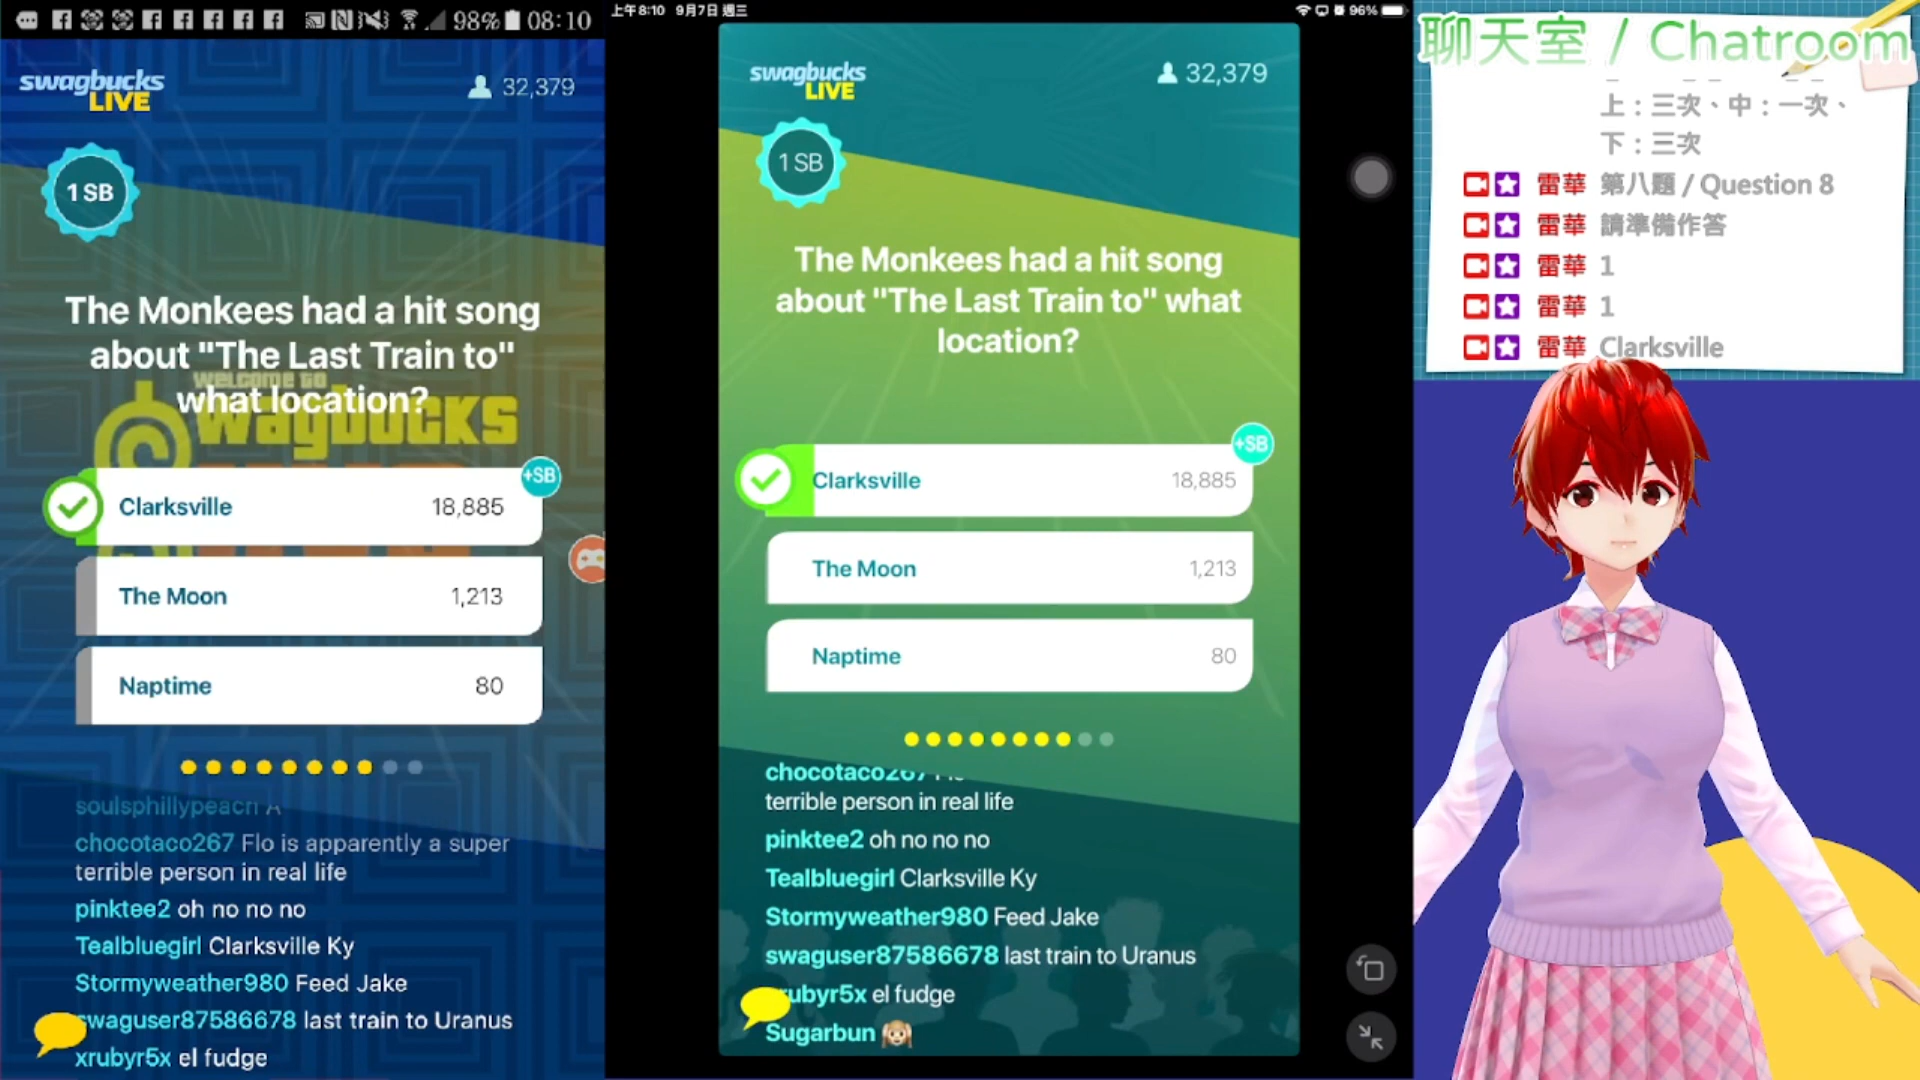 98% 08:10
swagbucks
LIVE
32,379
1 SB
The Monkees had a hit song
about "The Last Train to"
what location?
WELCOME TO
wagbucks
+SB
Clarksville 18,885
The Moon 1,213
Naptime 80
soulsphillypeach A
chocotaco267 Flo is apparently a super
terrible person in real life
pinktee2 oh no no no
Tealbluegirl Clarksville Ky
Stormyweather980 Feed Jake
swaguser87586678 last train to Uranus
xrubyr5x el fudge
上午8:10 9月7日 週三
96%
swagbucks
LIVE
32,379
1 SB
The Monkees had a hit song
about "The Last Train to" what
location?
+SB
Clarksville 18,885
The Moon 1,213
Naptime 80
chocotaco267
terrible person in real life
pinktee2 oh no no no
Tealbluegirl Clarksville Ky
Stormyweather980 Feed Jake
swaguser87586678 last train to Uranus
rubyr5x el fudge
Sugarbun
聊天室 / Chatroom
上：三次、中：一次、
下：三次
雷華 第八題 / Question 8
雷華 請準備作答
雷華 1
雷華 1
雷華 Clarksville